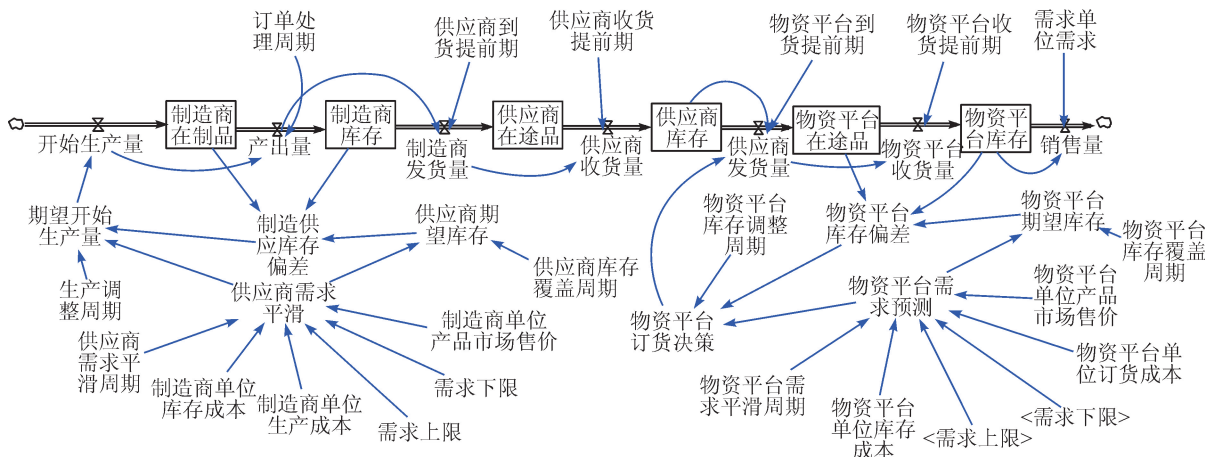 订单处
理周期
供应商到
货提前期
供应商收货
提前期
物资平台到
货提前期
物资平台收
货提前期
需求单
位需求
制造商
在制品
制造商
库存
供应商
在途品
供应商
库存
物资平台
在途品
物资平
台库存
开始生产量
产出量
制造商
发货量
供应商
收货量
供应商
发货量
物资平台
收货量
销售量
期望开始
生产量
制造供
应库存
偏差
供应商期
望库存
物资平台
库存调整
周期
物资平台
库存偏差
物资平台
期望库存
物资平台
库存覆盖
周期
生产调
整周期
供应商需求
平滑
供应商库存
覆盖周期
物资平台
订货决策
物资平台需
求预测
物资平台
单位产品
市场售价
供应商
需求平
滑周期
制造商单位
库存成本
制造商单位
生产成本
需求上限
需求下限
制造商单位
产品市场售价
物资平台需
求平滑周期
物资平台
单位库存
成本
<需求上限>
<需求下限>
物资平台单
位订货成本